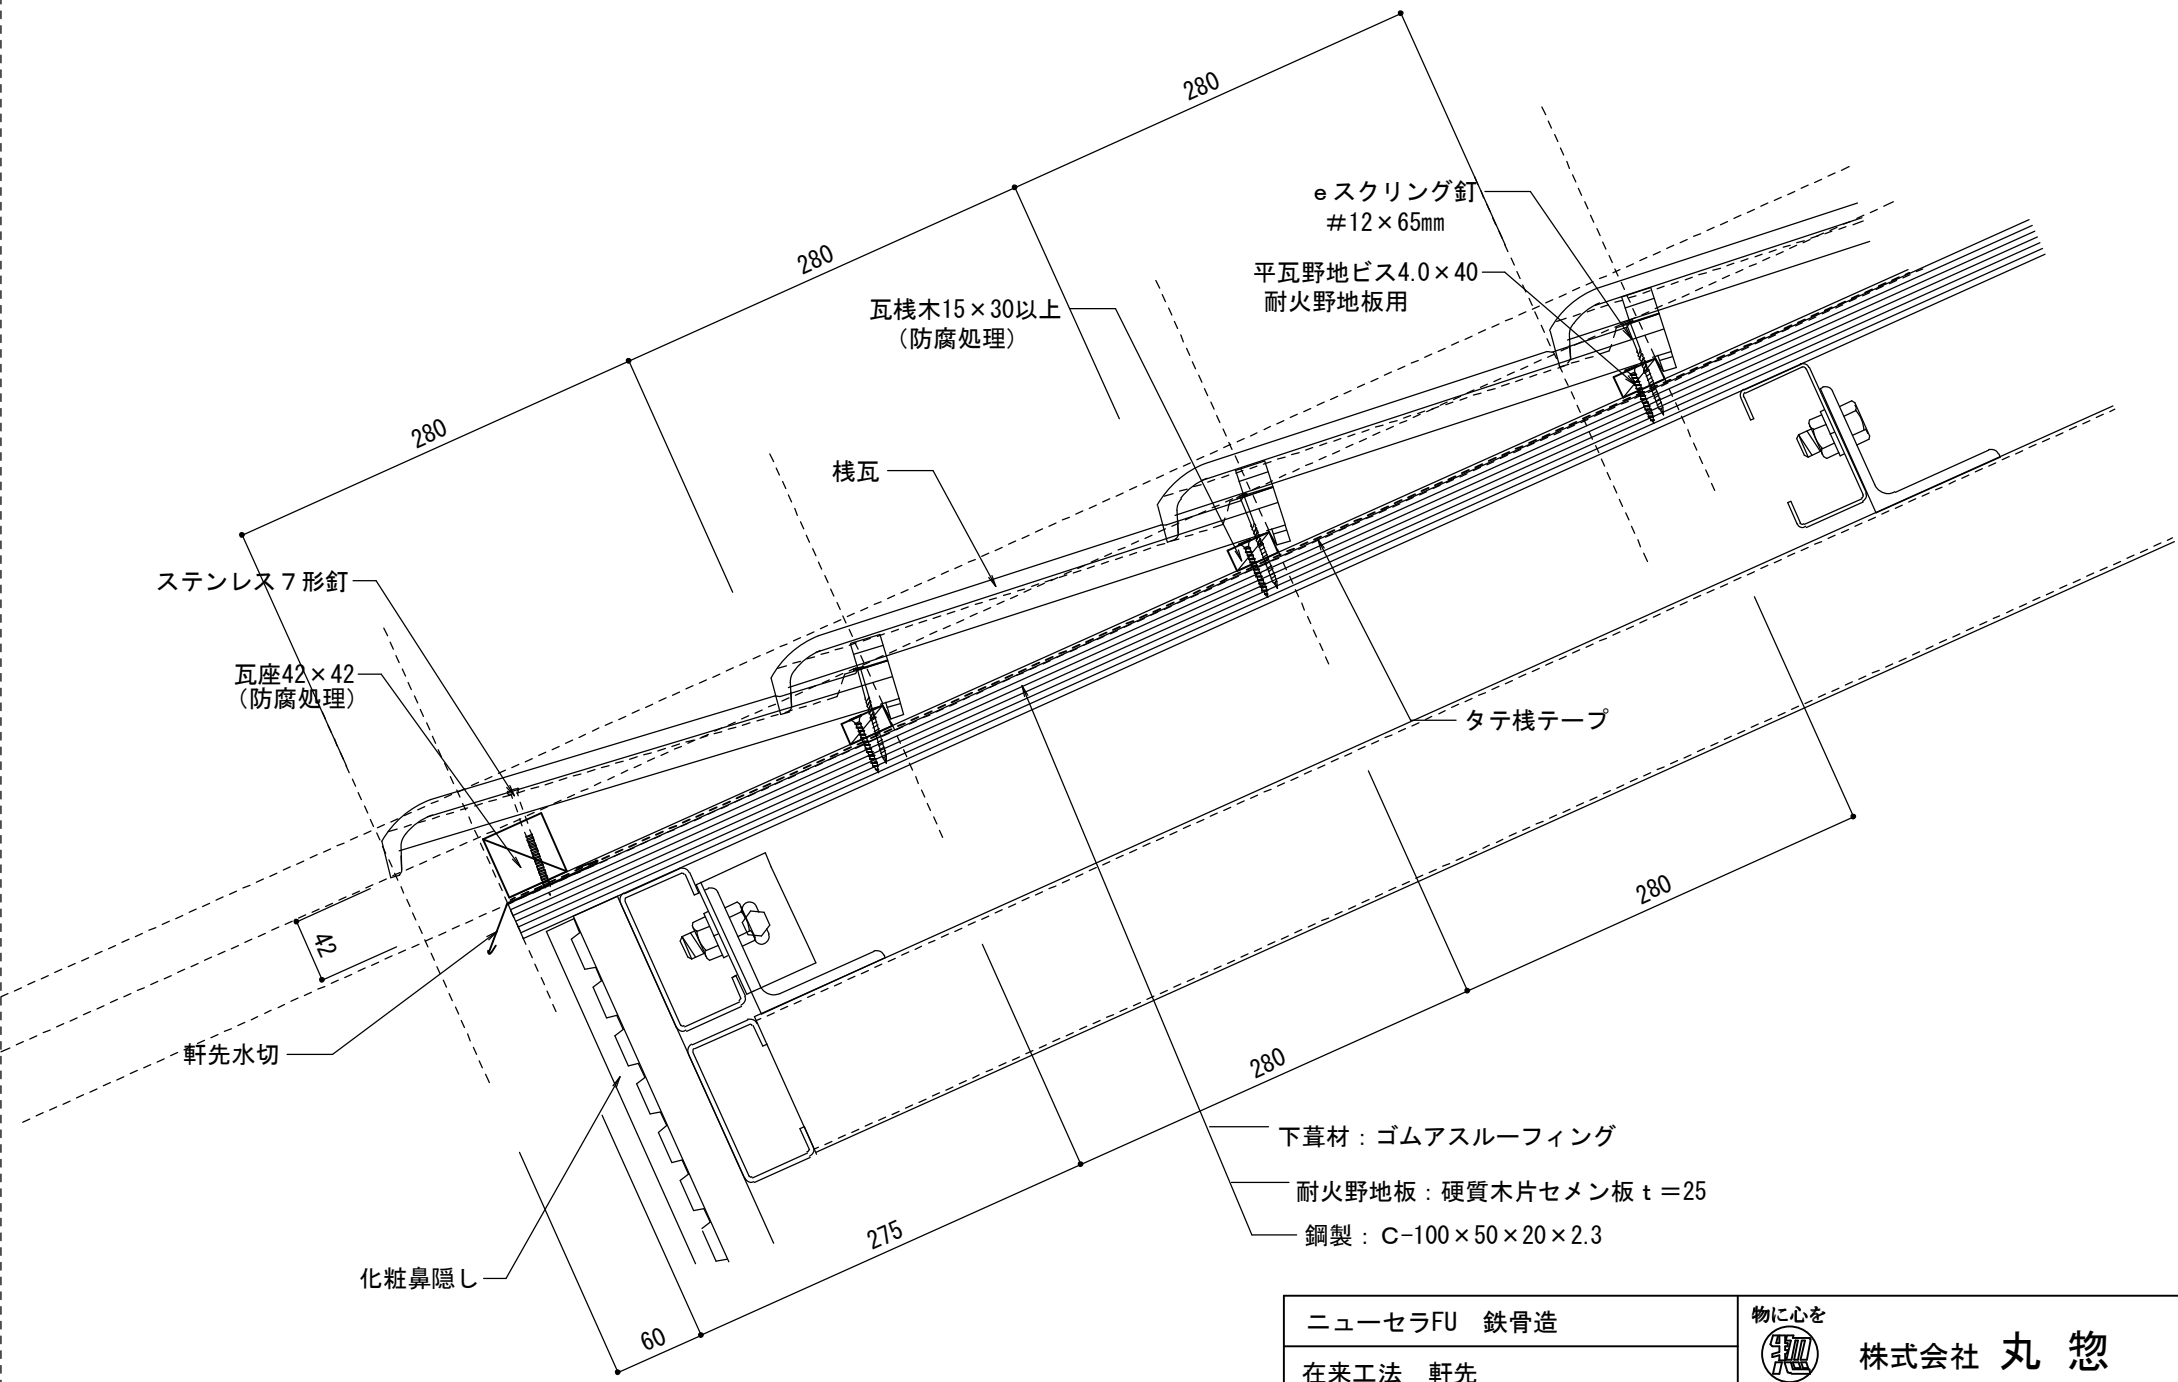 280
280
280
eスクリング釘
#12×65mm
平瓦野地ビス4.0×40
耐火野地板用
瓦桟木15×30以上
(防腐処理)
桟瓦
ステンレス7形釘
瓦座42×42
(防腐処理)
タテ桟テープ
42
軒先水切
280
280
下葺材:ゴムアスルーフィング
耐火野地板:硬質木片セメン板t=25
鋼製:C-100×50×20×2.3
275
化粧鼻隠し
60
ニューセラFU 鉄骨造
在来工法 軒先
物に心を
惣
株式会社 丸 惣